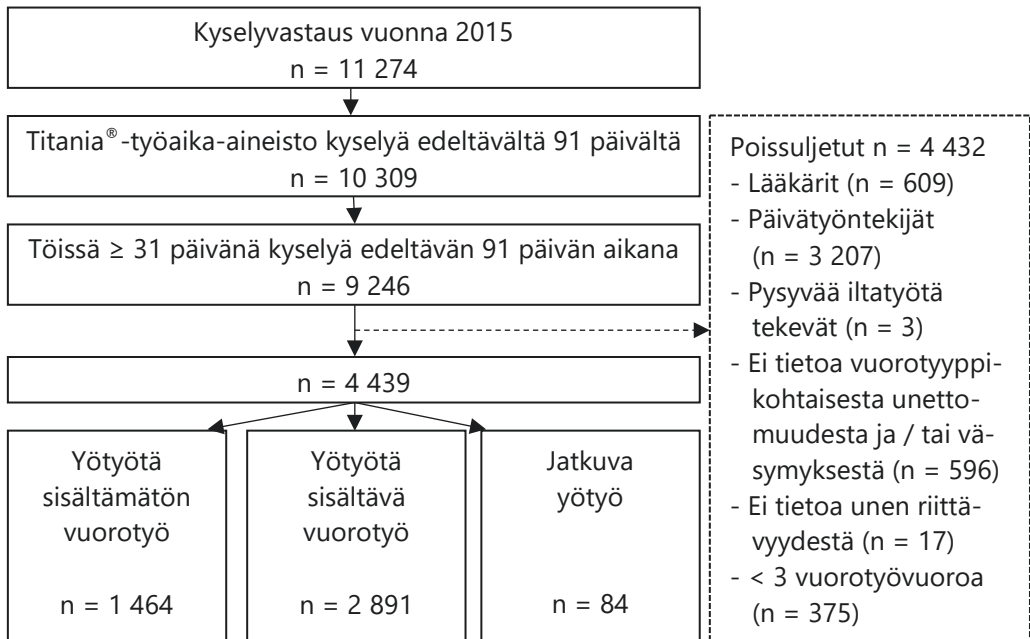 Kyselyvastaus vuonna 2015
n = 11 274
Titania®-työaika-aineisto kyselyä edeltävältä 91 päivältä
n = 10 309
Töissä ≥ 31 päivänä kyselyä edeltävän 91 päivän aikana
n = 9 246
Poissuljetut n = 4 432
- Lääkärit (n = 609)
- Päivätyöntekijät
(n = 3 207)
- Pysyvää iltatyötä
tekevät (n = 3)
- Ei tietoa vuorotyyppi-
kohtaisesta unetto-
muudesta ja / tai vä-
symyksestä (n = 596)
- Ei tietoa unen riittä-
vyydestä (n = 17)
- < 3 vuorotyövuoroa
(n = 375)
n = 4 439
Yötyötä
sisältämätön
vuorotyö
n = 1 464
Yötyötä
sisältävä
vuorotyö
n = 2 891
Jatkuva
yötyö
n = 84